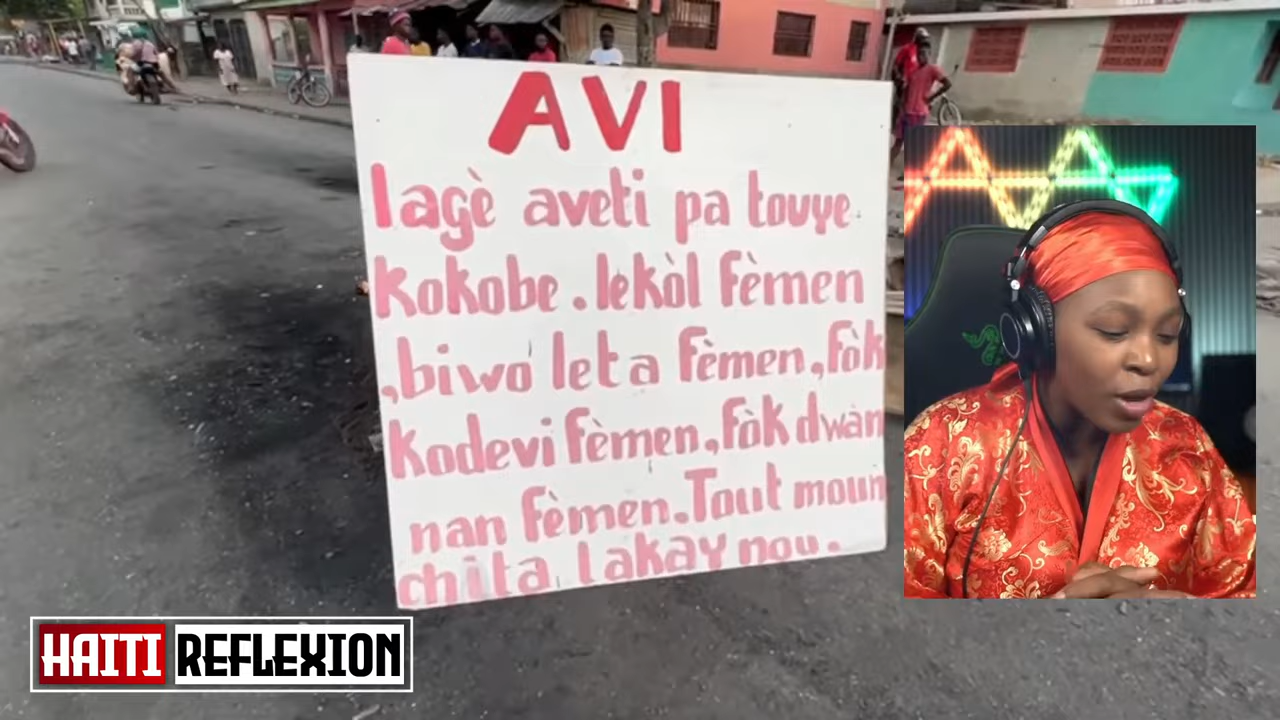 AVI
lagè aveti pa touye
kokobe. lekòl Fèmen
,biwo leta Fèmen, Fòk
kodevi Fèmen, Fòk dwàn
nan Fèmen. Tout moun
chita lakay nou.
HAITI REFLEXION